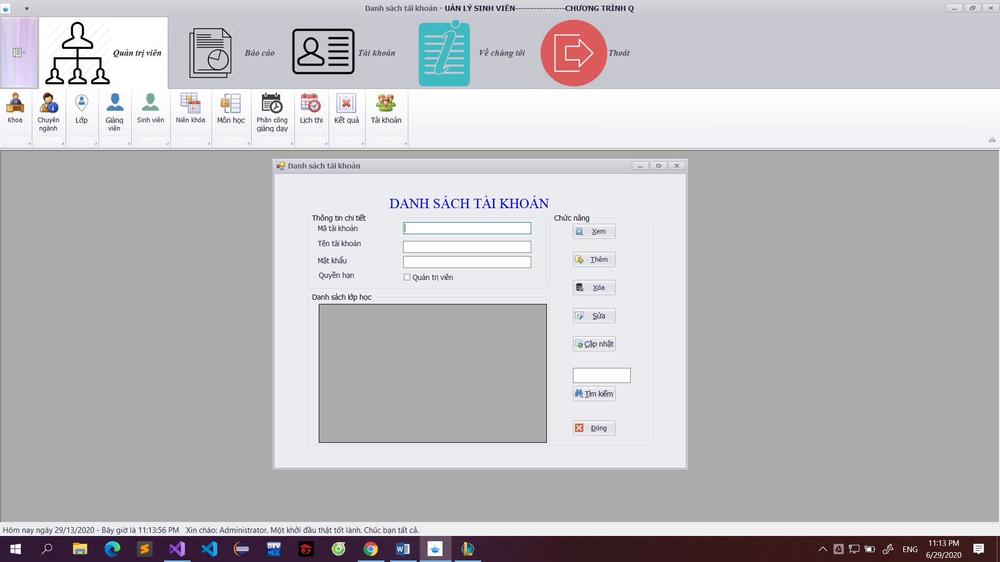 Danh sách tài khoản - UẢN LÝ SINH VIÊN----------------CHƯƠNG TRÌNH Q
Quản trị viên
Báo cáo
Tài khoản
Về chúng tôi
Thoát
Khoa
Chuyên
ngành
Lớp
Giảng
viên
Sinh viên
Niên khóa
Môn học
Phân công
giảng dạy
Lịch thi
Kết quả
Tài khoản
Danh sách tài khoản
DANH SÁCH TÀI KHOẢN
Thông tin chi tiết
Mã tài khoản
Tên tài khoản
Mật khẩu
Quyền hạn
Quản trị viên
Danh sách lớp học
Chức năng
Xem
Thêm
Xóa
Sửa
Cập nhật
Tìm kiếm
Đóng
Hôm nay ngày 29/13/2020 - Bây giờ là 11:13:56 PM Xin chào: Administrator. Một khởi đầu thật tốt lành. Chúc bạn tất cả.
DEV
C++
ENG
11:13 PM
6/29/2020